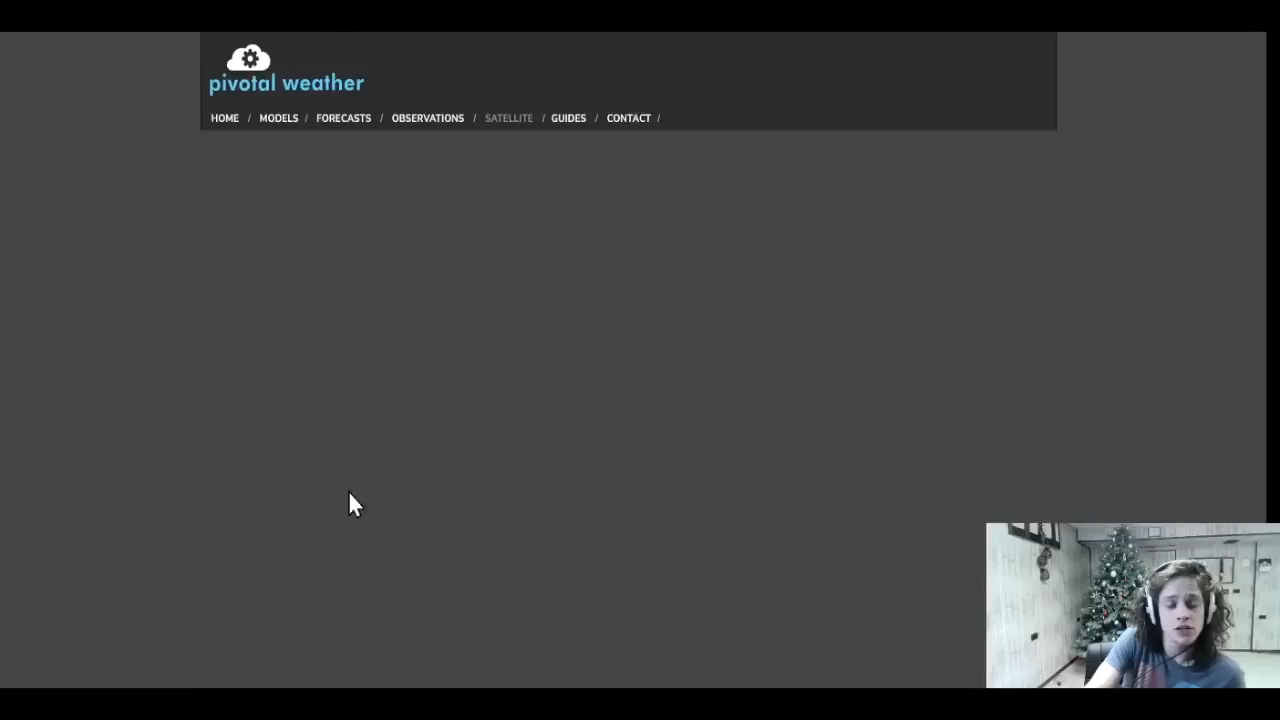 pivotal weather
HOME / MODELS / FORECASTS / OBSERVATIONS / SATELLITE / GUIDES / CONTACT /